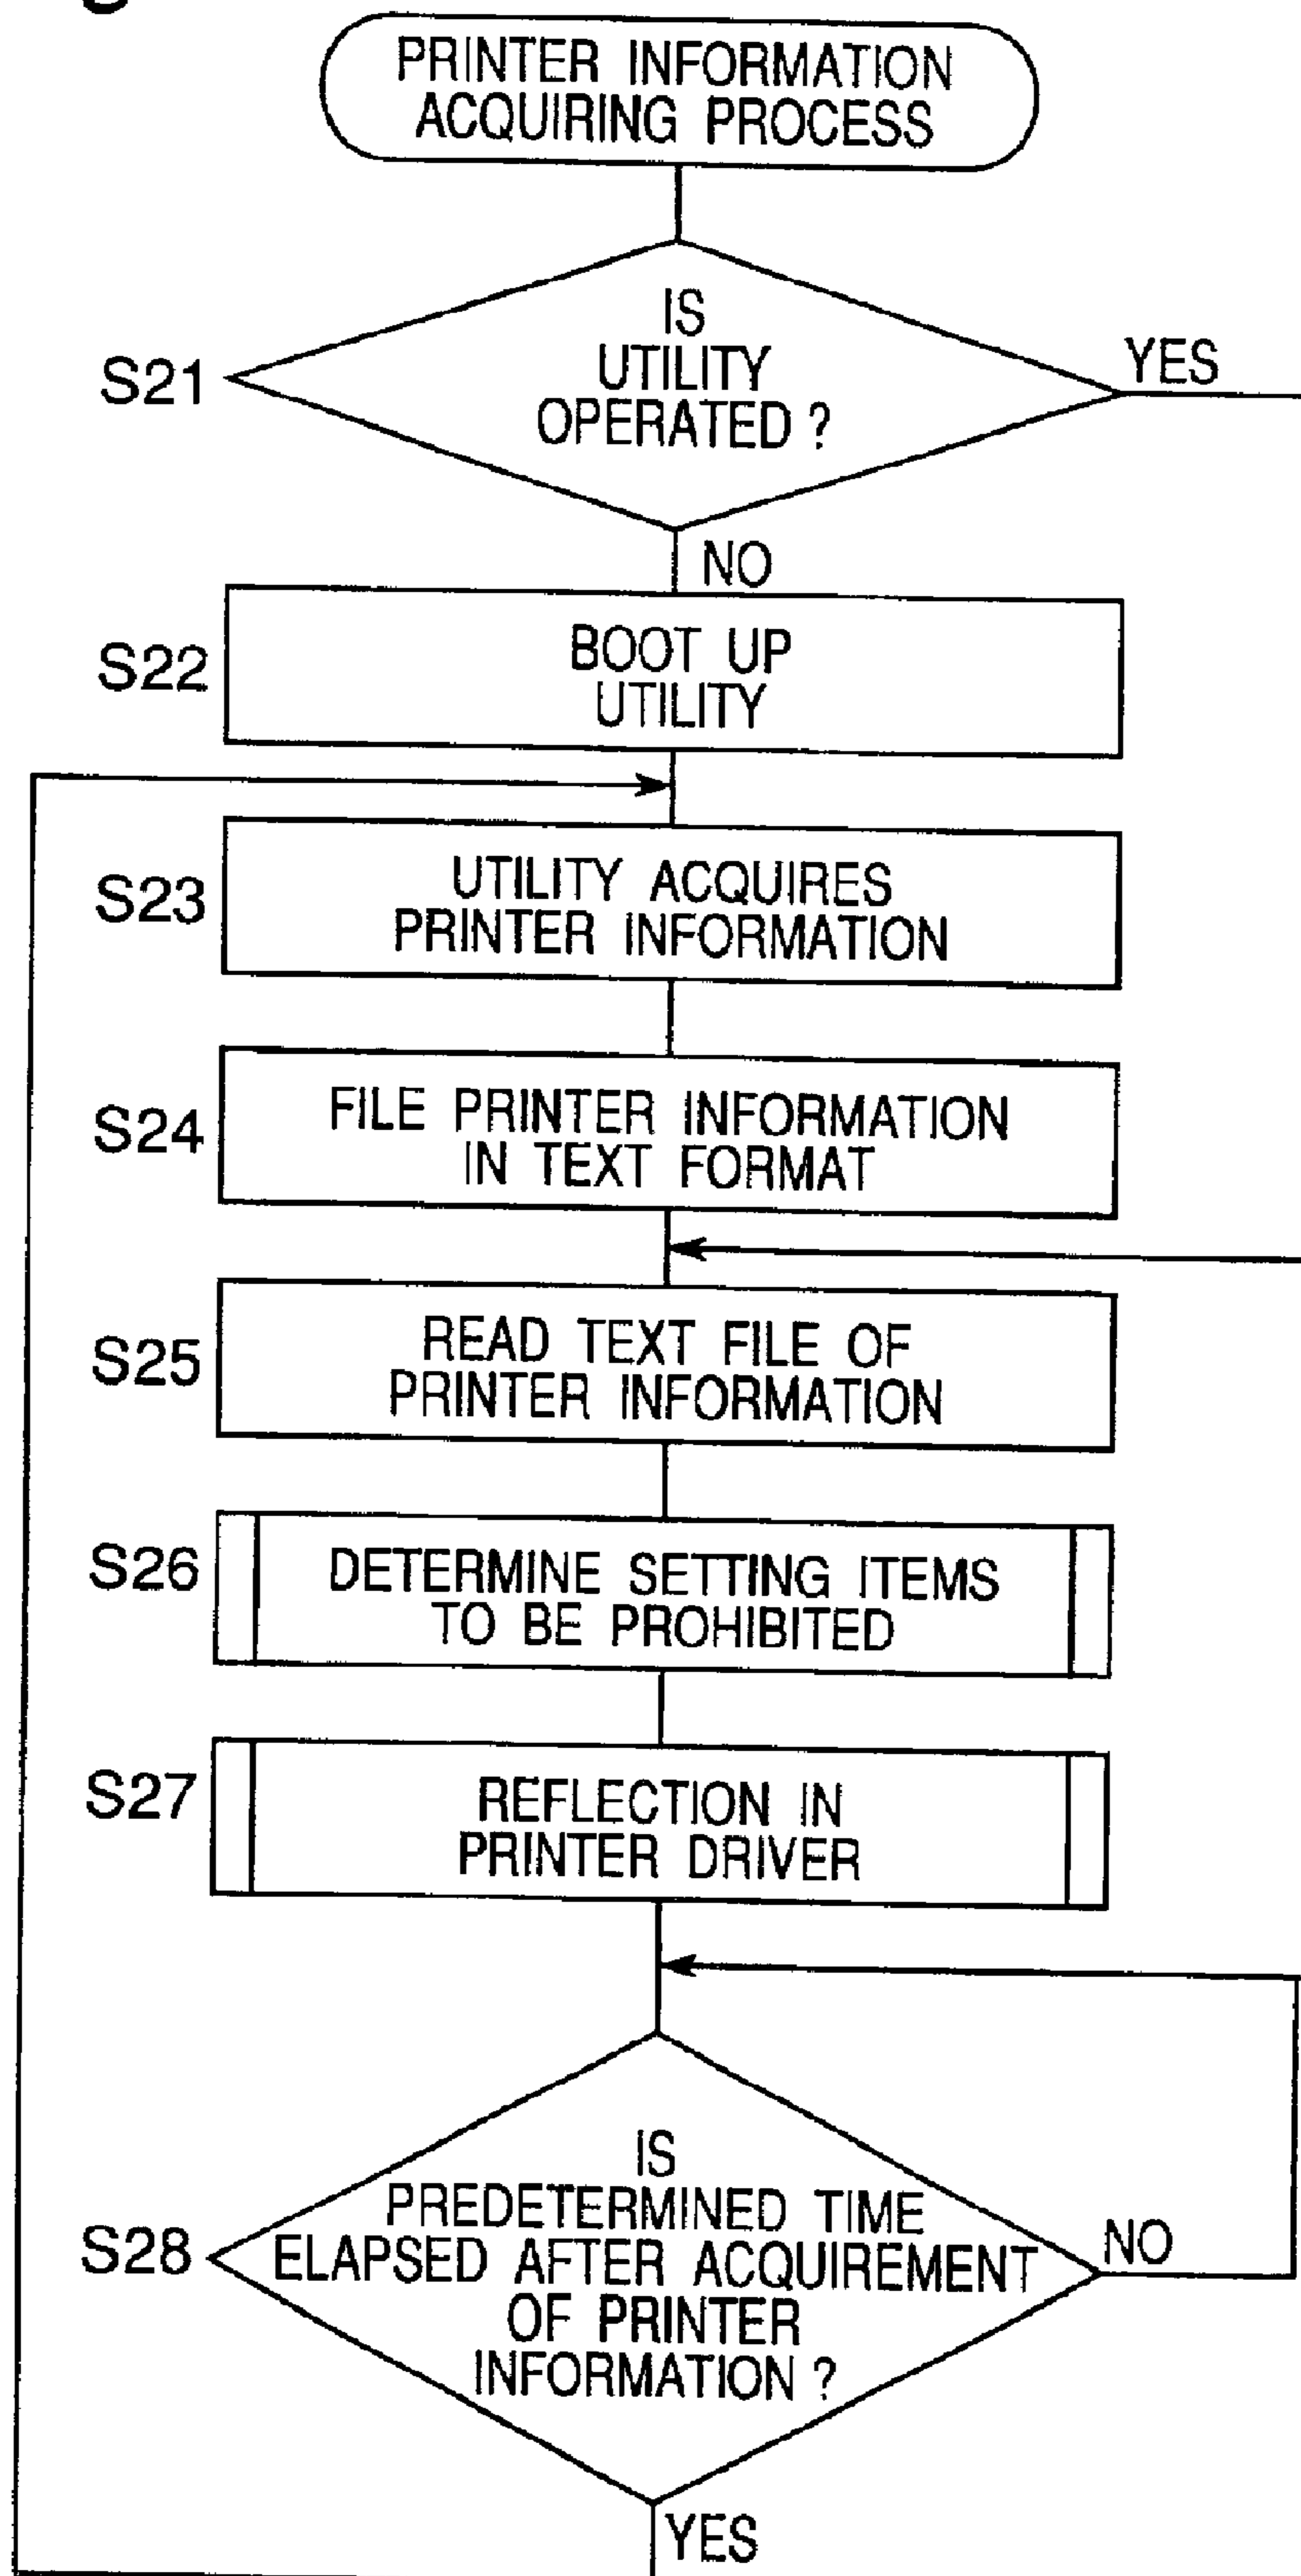 PRINTER INFORMATION
ACQUIRING PROCESS
S21
IS
UTILITY
OPERATED ?
YES
NO
S22
BOOT UP
UTILITY
S23
UTILITY ACQUIRES
PRINTER INFORMATION
S24
FILE PRINTER INFORMATION
IN TEXT FORMAT
S25
READ TEXT FILE OF
PRINTER INFORMATION
S26
DETERMINE SETTING ITEMS
TO BE PROHIBITED
S27
REFLECTION IN
PRINTER DRIVER
S28
IS
PREDETERMINED TIME
ELAPSED AFTER ACQUIREMENT
OF PRINTER
INFORMATION ?
NO
YES